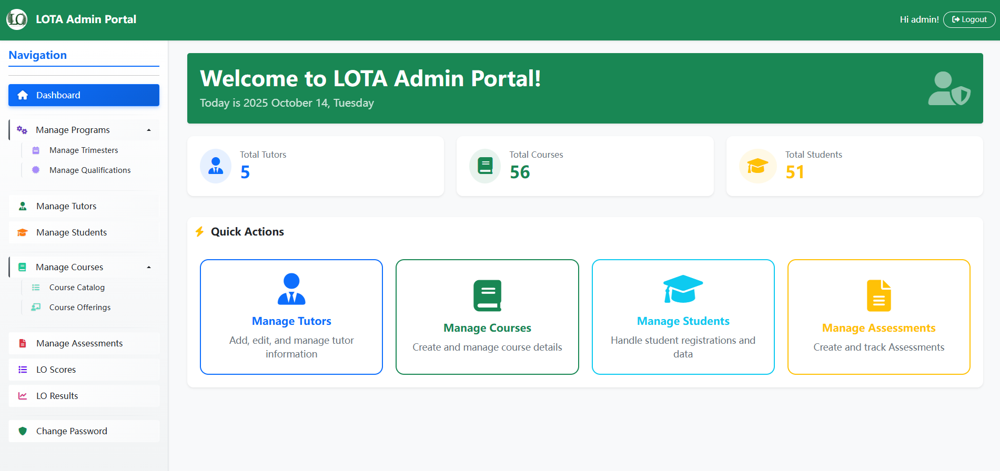 LO
LOTA Admin Portal
Hi admin!
Logout
Navigation
Dashboard
Manage Programs
Manage Trimesters
Manage Qualifications
Manage Tutors
Manage Students
Manage Courses
Course Catalog
Course Offerings
Manage Assessments
LO Scores
LO Results
Change Password
Welcome to LOTA Admin Portal!
Today is 2025 October 14, Tuesday
Total Tutors
5
Total Courses
56
Total Students
51
Quick Actions
Manage Tutors
Add, edit, and manage tutor
information
Manage Courses
Create and manage course details
Manage Students
Handle student registrations and
data
Manage Assessments
Create and track Assessments